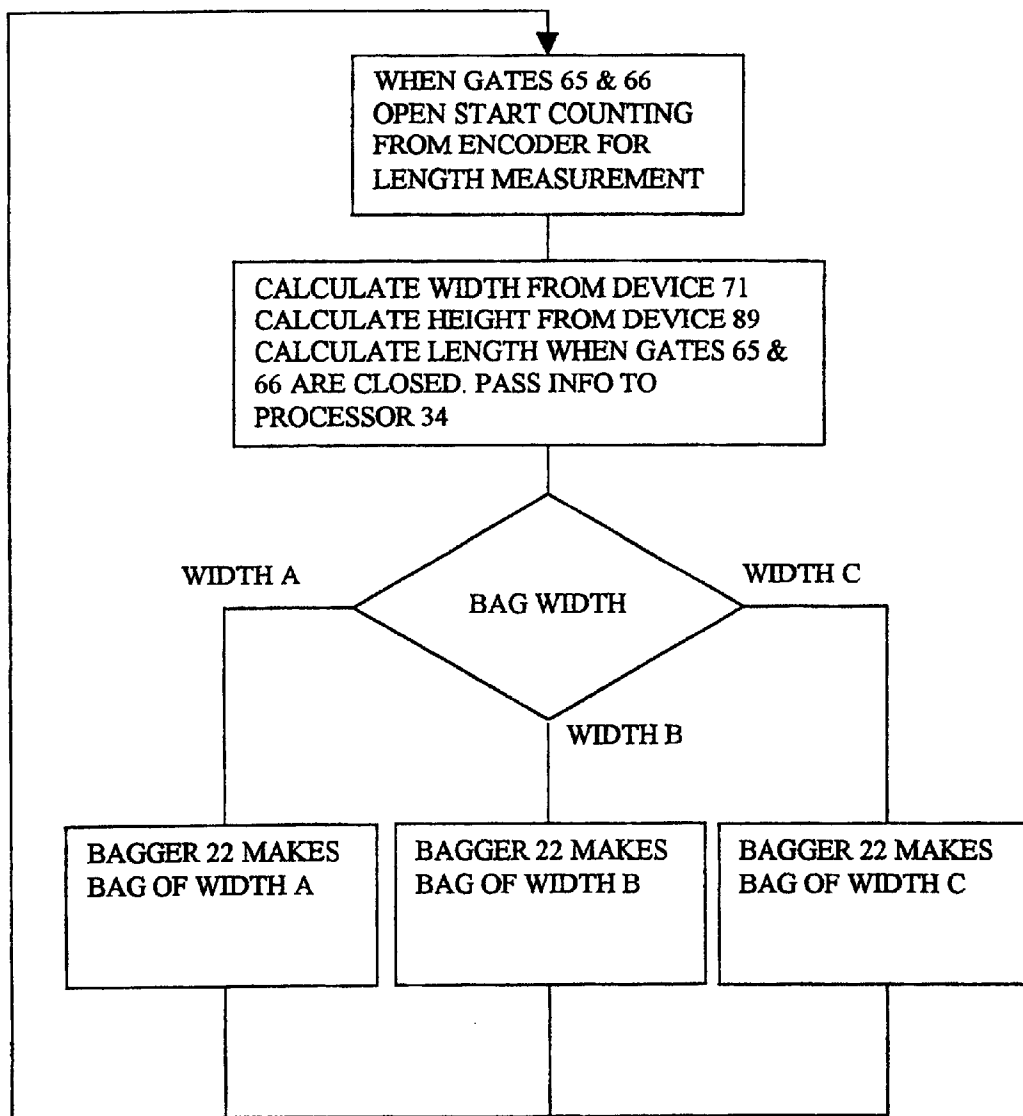 WHEN GATES 65 & 66
OPEN START COUNTING
FROM ENCODER FOR
LENGTH MEASUREMENT
CALCULATE WIDTH FROM DEVICE 71
CALCULATE HEIGHT FROM DEVICE 89
CALCULATE LENGTH WHEN GATES 65 &
66 ARE CLOSED. PASS INFO TO
PROCESSOR 34
WIDTH A
BAG WIDTH
WIDTH C
WIDTH B
BAGGER 22 MAKES
BAG OF WIDTH A
BAGGER 22 MAKES
BAG OF WIDTH B
BAGGER 22 MAKES
BAG OF WIDTH C